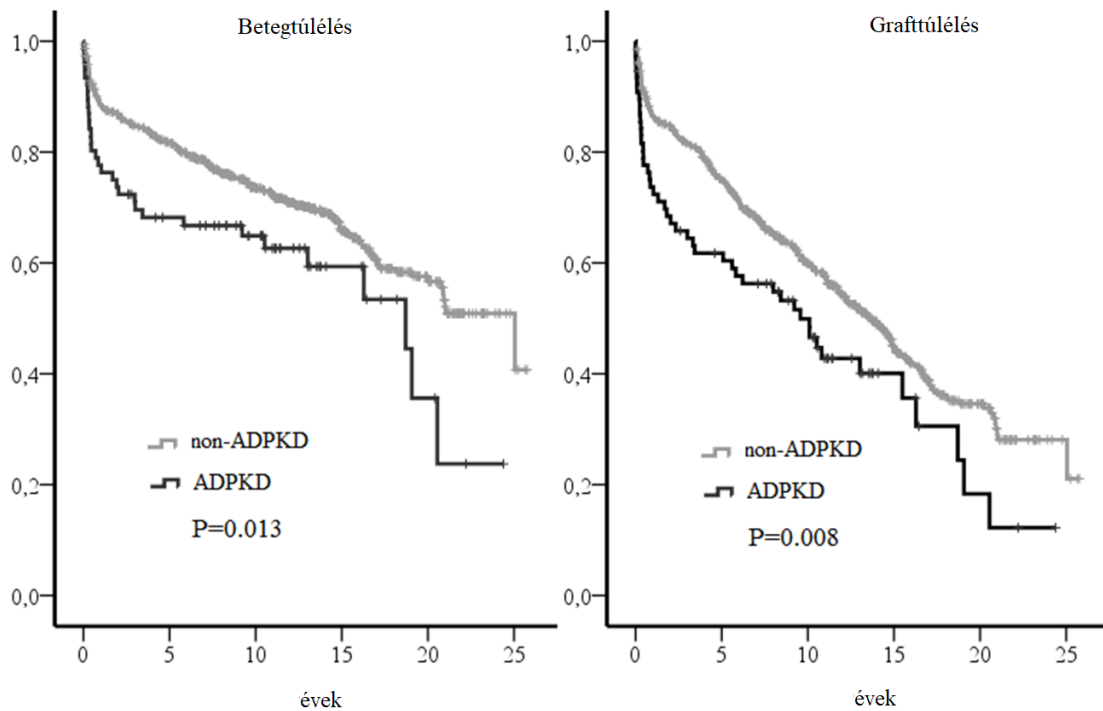 Betegtúlélés
1,0
0,8
0,6
0,4
0,2
0,0
non-ADPKD
ADPKD
P=0.013
0 5 10 15 20 25
évek
Grafttúlélés
1,0
0,8
0,6
0,4
0,2
0,0
non-ADPKD
ADPKD
P=0.008
0 5 10 15 20 25
évek